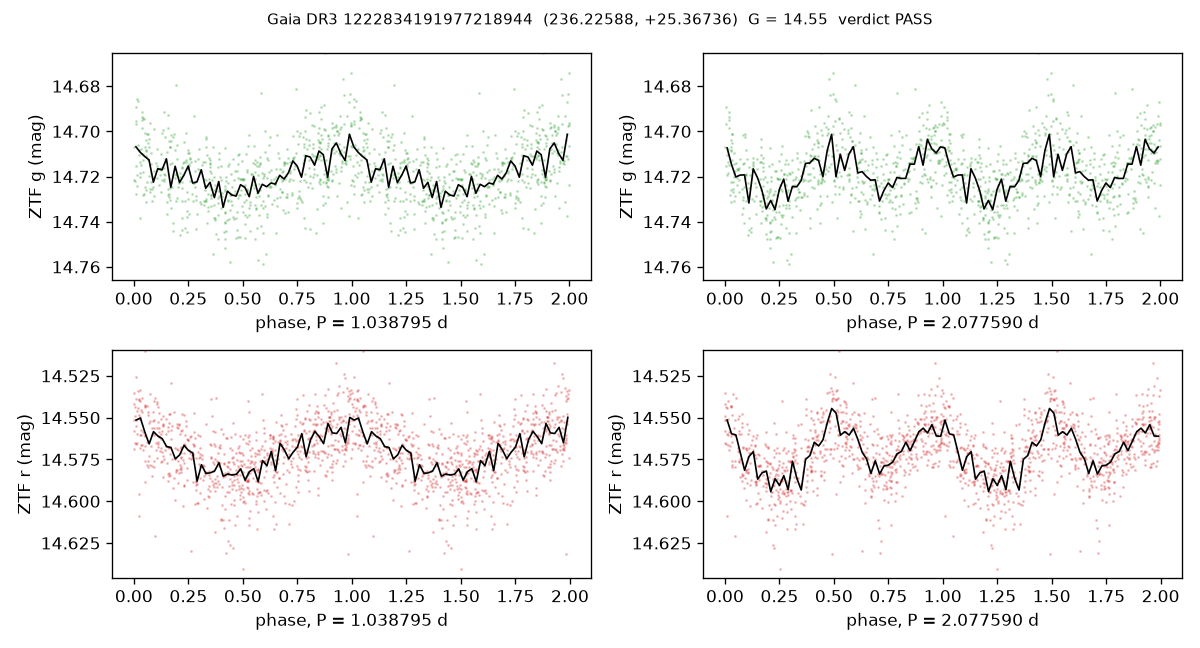 Gaia DR3 1222834191977218944  (236.22588, +25.36736)  G = 14.55  verdict PASS
ZTF g (mag)
14.68
14.70
14.72
14.74
14.76
0.00 0.25 0.50 0.75 1.00 1.25 1.50 1.75 2.00
phase, P = 1.038795 d
ZTF g (mag)
14.68
14.70
14.72
14.74
14.76
0.00 0.25 0.50 0.75 1.00 1.25 1.50 1.75 2.00
phase, P = 2.077590 d
ZTF r (mag)
14.525
14.550
14.575
14.600
14.625
0.00 0.25 0.50 0.75 1.00 1.25 1.50 1.75 2.00
phase, P = 1.038795 d
ZTF r (mag)
14.525
14.550
14.575
14.600
14.625
0.00 0.25 0.50 0.75 1.00 1.25 1.50 1.75 2.00
phase, P = 2.077590 d